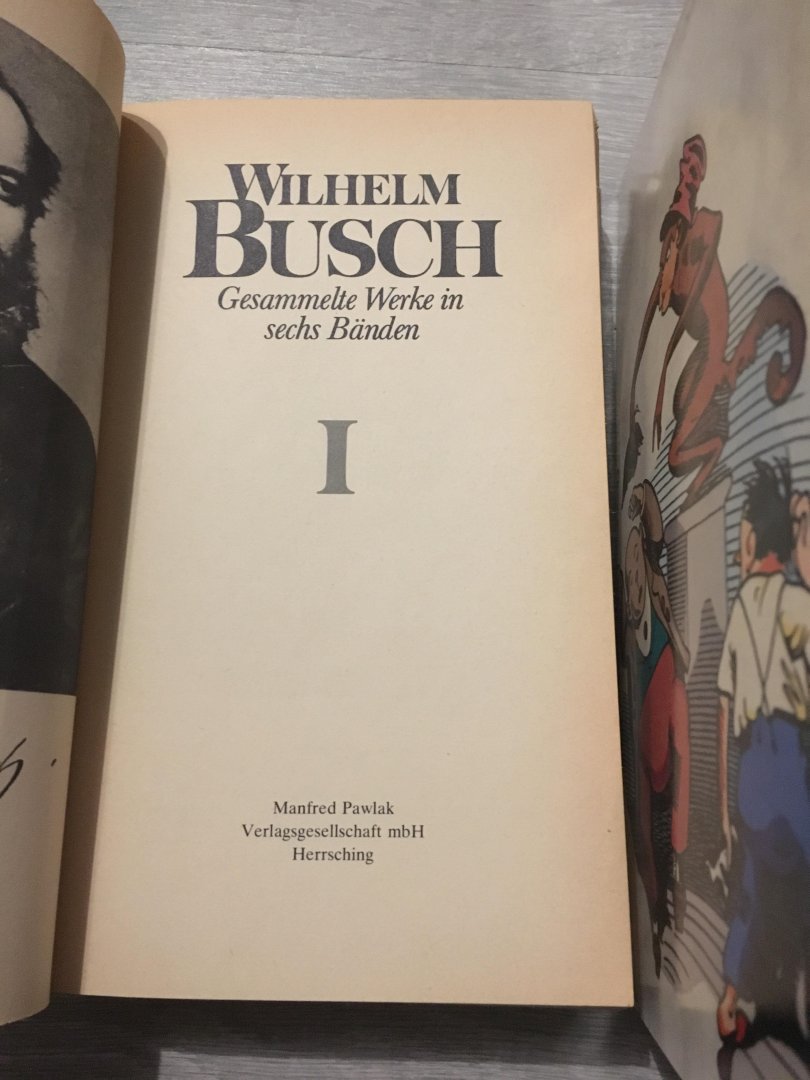 WILHELM
BUSCH
Gesammelte Werke in
sechs Bänden
I
Manfred Pawlak
Verlagsgesellschaft mbH
Herrsching